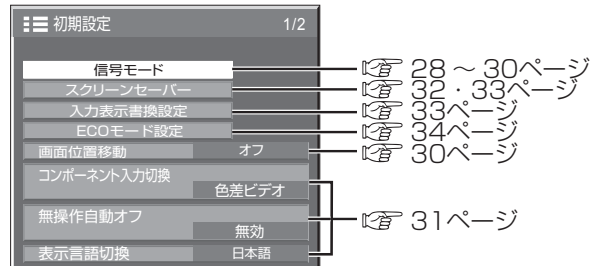 初期設定 1/2
信号モード
28 ～ 30ページ
スクリーンセーバー
32・33ページ
入力表示書換設定
33ページ
ECOモード設定
34ページ
画面位置移動 オフ
30ページ
コンポーネント入力切換
色差ビデオ
無操作自動オフ
31ページ
無効
表示言語切換 日本語